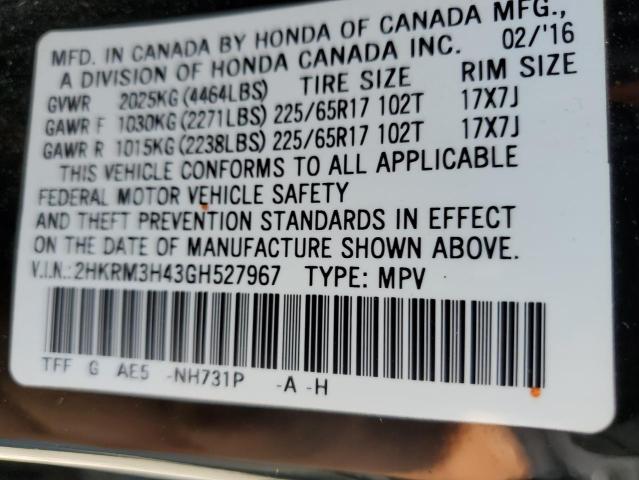 MFD. IN CANADA BY HONDA OF CANADA MFG.,
A DIVISION OF HONDA CANADA INC. 02/'16
GVWR 2025KG(4464LBS) TIRE SIZE RIM SIZE
GAWR F 1030KG(2271LBS) 225/65R17 102T 17X7J
GAWR R 1015KG(2238LBS) 225/65R17 102T 17X7J
THIS VEHICLE CONFORMS TO ALL APPLICABLE
FEDERAL MOTOR VEHICLE SAFETY
AND THEFT PREVENTION STANDARDS IN EFFECT
ON THE DATE OF MANUFACTURE SHOWN ABOVE.
V.I.N.:2HKRM3H43GH527967 TYPE: MPV
TFF G AE5 -NH731P -A -H